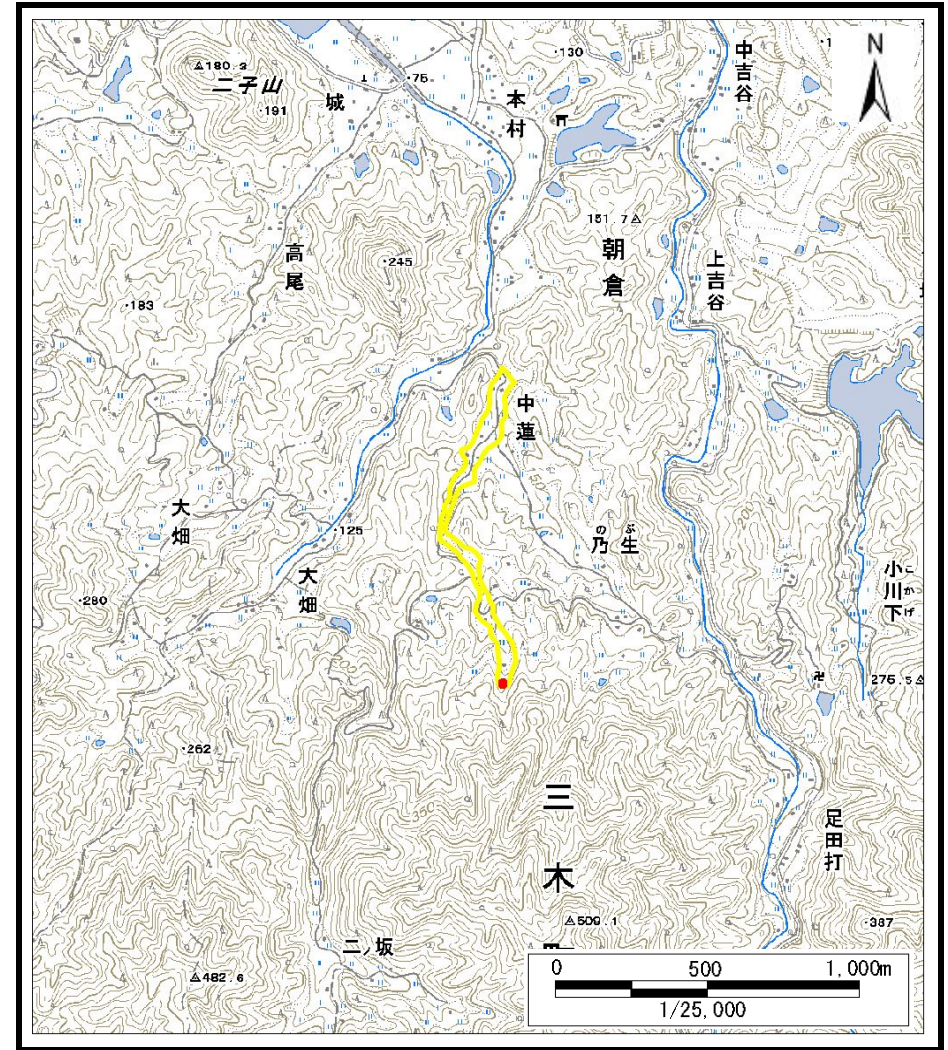 中吉谷
・1
・130
N
△180.3
二子山
・191
・75
城
本村
151.7△
朝倉
高尾
・245
上吉谷
・183
中蓮
大畑
・125
のぶ
乃生
大畑
・280
小川下
こかげ
275.5△
・262
三木
足田打
△509.1
・387
二ノ坂
△482.6
0 500 1,000m
1/25,000